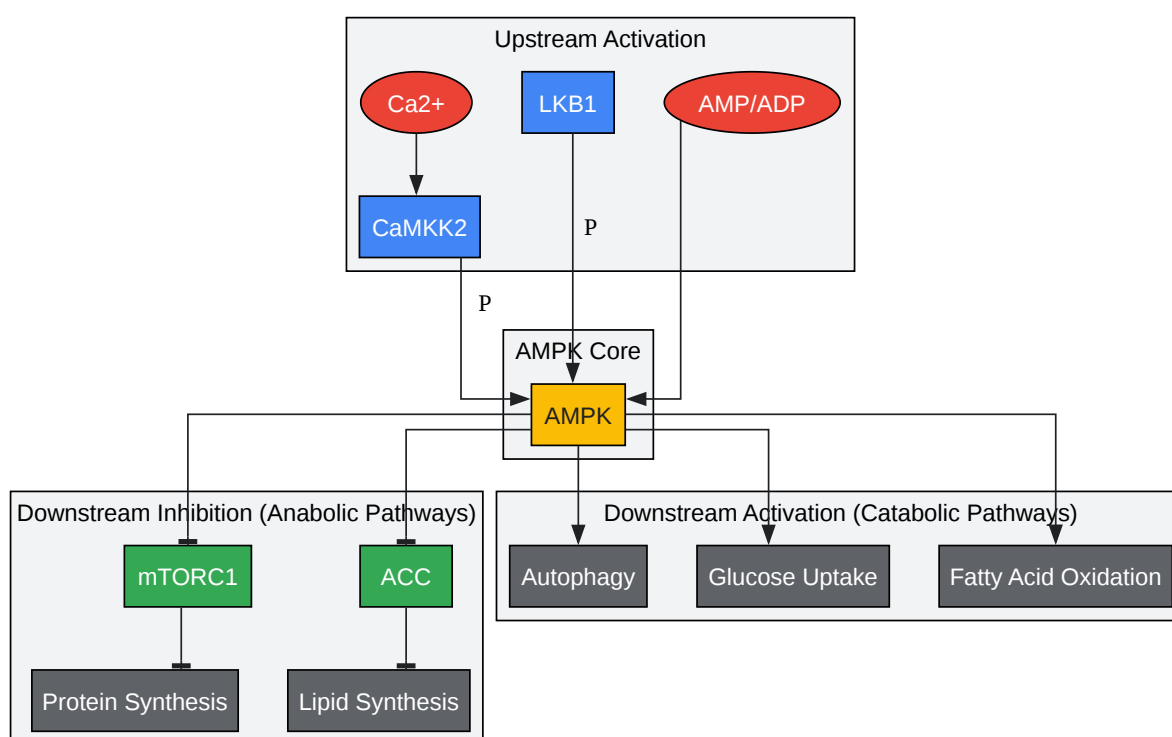 Upstream Activation
Ca2+
LKB1
AMP/ADP
CaMKK2
P
P
AMPK Core
AMPK
Downstream Inhibition (Anabolic Pathways)
Downstream Activation (Catabolic Pathways)
mTORC1
ACC
Autophagy
Glucose Uptake
Fatty Acid Oxidation
Protein Synthesis
Lipid Synthesis